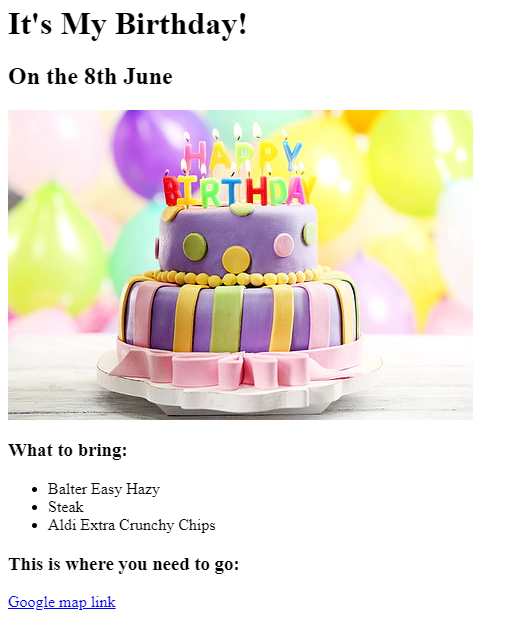 It's My Birthday!
On the 8th June
HAPPY
BIRTHDAY
What to bring:
Balter Easy Hazy
Steak
Aldi Extra Crunchy Chips
This is where you need to go:
Google map link